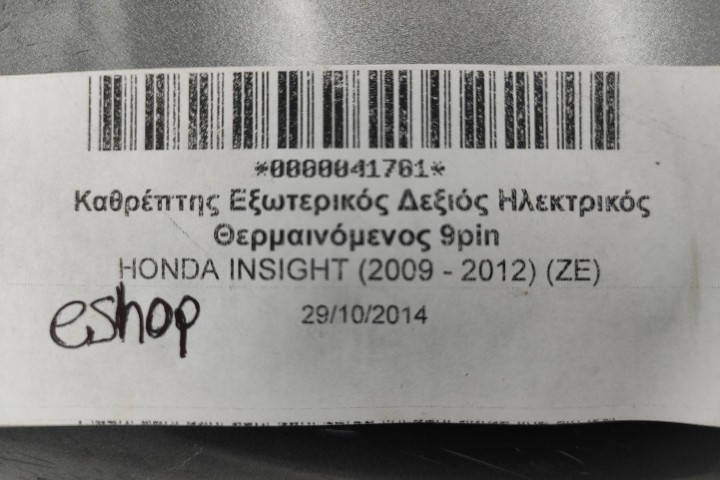 *0000041761*
Καθρέπτης Εξωτερικός Δεξιός Ηλεκτρικός
Θερμαινόμενος 9pin
HONDA INSIGHT (2009 - 2012) (ZE)
eshop
29/10/2014